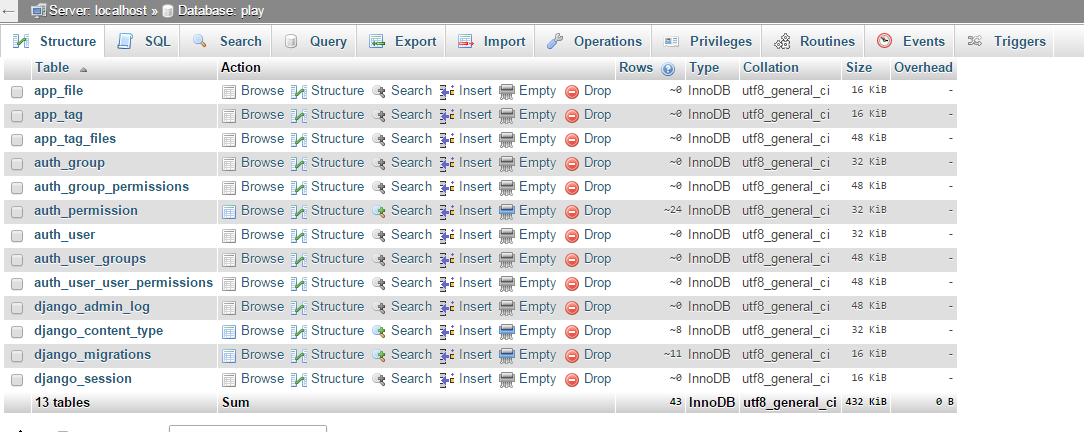 ← Server: localhost » Database: play
Structure SQL Search Query Export Import Operations Privileges Routines Events Triggers
Table Action Rows Type Collation Size Overhead
app_file Browse Structure Search Insert Empty Drop ~0 InnoDB utf8_general_ci 16 KiB -
app_tag Browse Structure Search Insert Empty Drop ~0 InnoDB utf8_general_ci 16 KiB -
app_tag_files Browse Structure Search Insert Empty Drop ~0 InnoDB utf8_general_ci 48 KiB -
auth_group Browse Structure Search Insert Empty Drop ~0 InnoDB utf8_general_ci 32 KiB -
auth_group_permissions Browse Structure Search Insert Empty Drop ~0 InnoDB utf8_general_ci 48 KiB -
auth_permission Browse Structure Search Insert Empty Drop ~24 InnoDB utf8_general_ci 32 KiB -
auth_user Browse Structure Search Insert Empty Drop ~0 InnoDB utf8_general_ci 32 KiB -
auth_user_groups Browse Structure Search Insert Empty Drop ~0 InnoDB utf8_general_ci 48 KiB -
auth_user_user_permissions Browse Structure Search Insert Empty Drop ~0 InnoDB utf8_general_ci 48 KiB -
django_admin_log Browse Structure Search Insert Empty Drop ~0 InnoDB utf8_general_ci 48 KiB -
django_content_type Browse Structure Search Insert Empty Drop ~8 InnoDB utf8_general_ci 32 KiB -
django_migrations Browse Structure Search Insert Empty Drop ~11 InnoDB utf8_general_ci 16 KiB -
django_session Browse Structure Search Insert Empty Drop ~0 InnoDB utf8_general_ci 16 KiB -
13 tables Sum 43 InnoDB utf8_general_ci 432 KiB 0 B